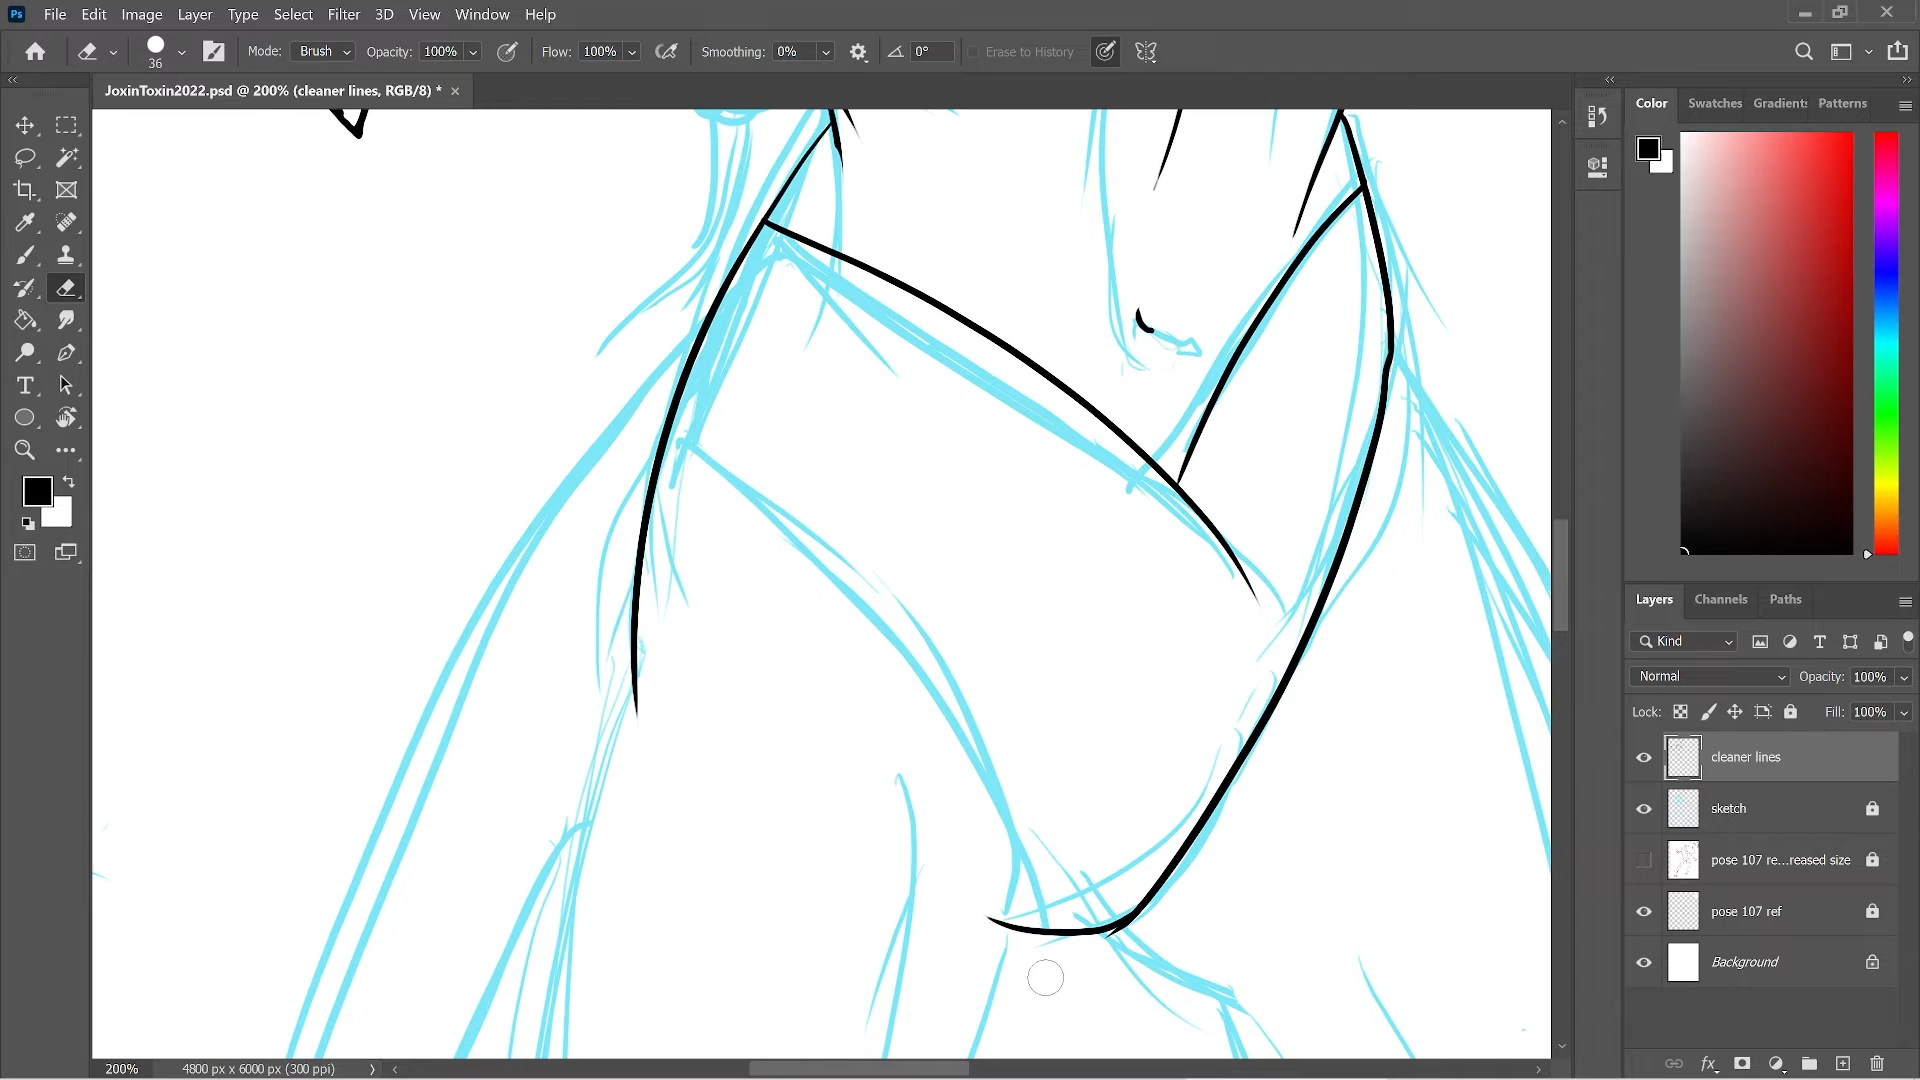 Ps File Edit Image Layer Type Select Filter 3D View Window Help
36 Mode: Brush Opacity: 100% Flow: 100% Smoothing: 0% 0° Erase to History
JoxinToxin2022.psd @ 200% (cleaner lines, RGB/8) *
Color Swatches Gradients Patterns
Layers Channels Paths
Kind
Normal Opacity: 100%
Lock: Fill: 100%
cleaner lines
sketch
pose 107 re...reased size
pose 107 ref
Background
200% 4800 px x 6000 px (300 ppi)